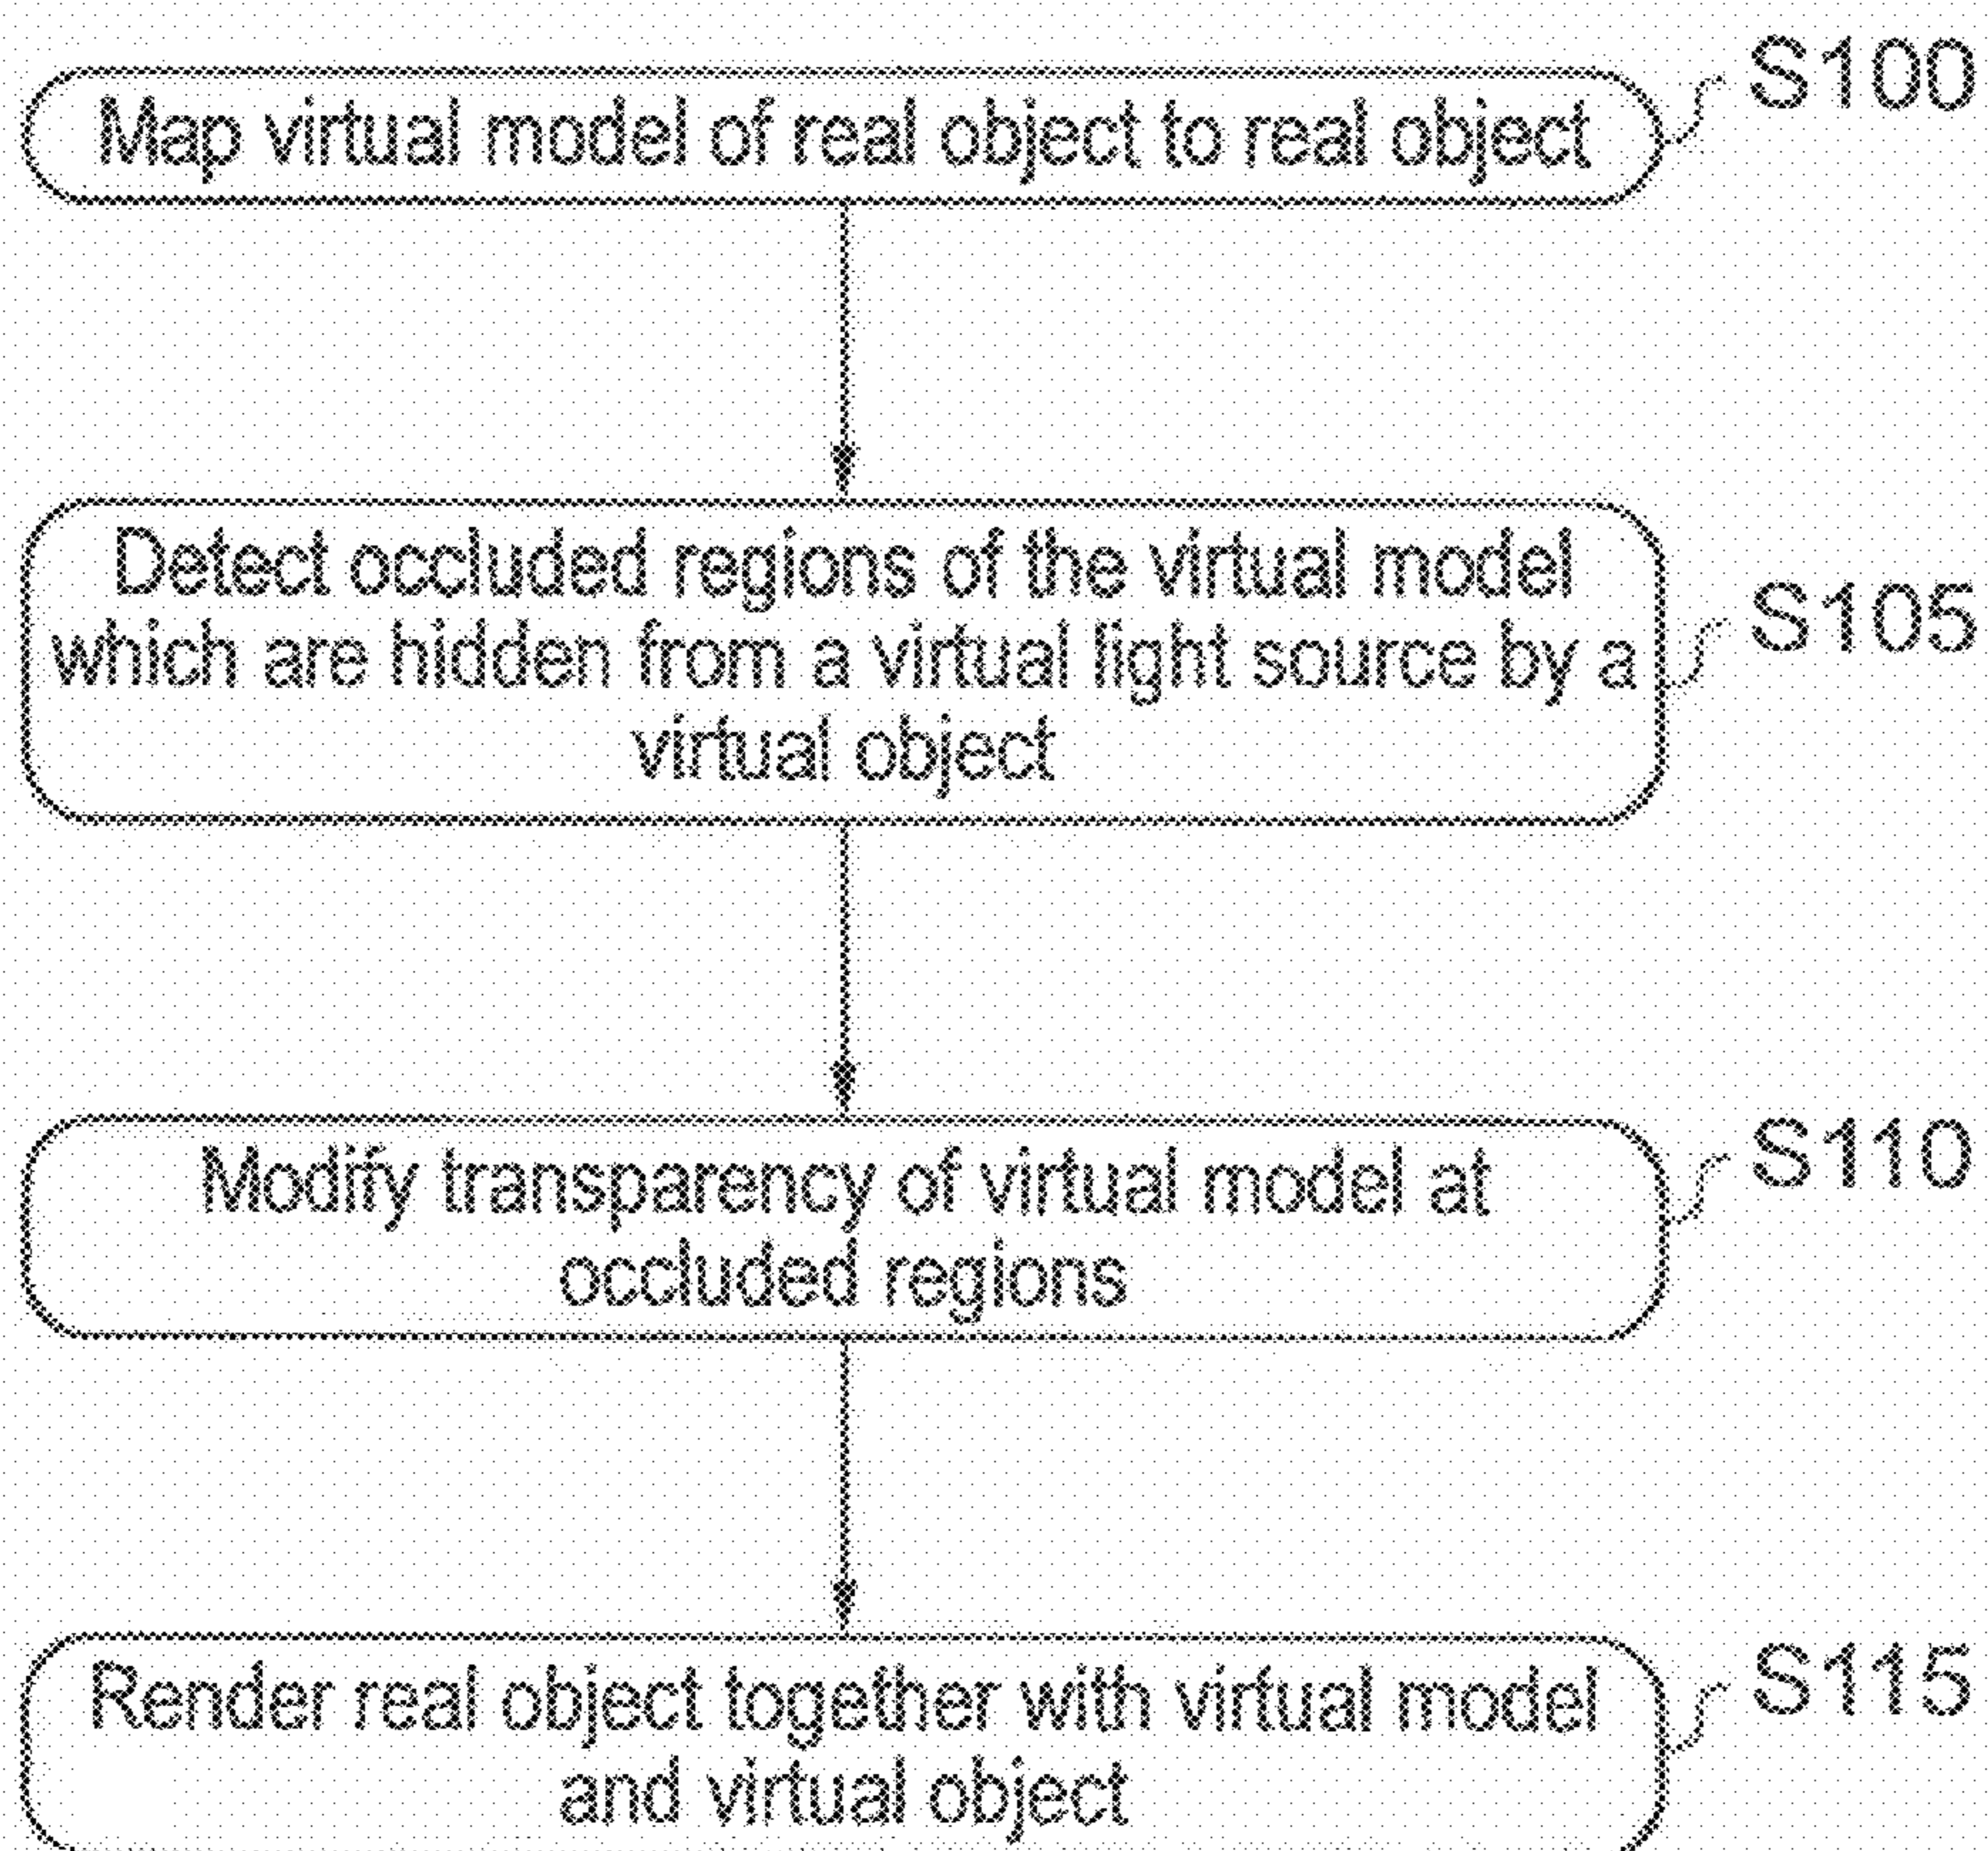 S100
Map virtual model of real object to real object
Detect occluded regions of the virtual model
which are hidden from a virtual light source by a
virtual object
S105
Modify transparency of virtual model at
occluded regions
S110
Render real object together with virtual model
and virtual object
S115